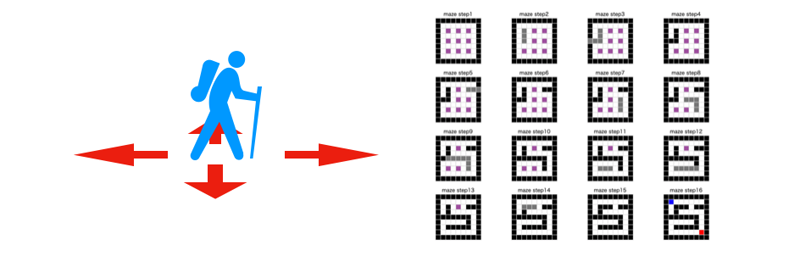 maze step1 maze step2 maze step3 maze step4
maze step5 maze step6 maze step7 maze step8
maze step9 maze step10 maze step11 maze step12
maze step13 maze step14 maze step15 maze step16